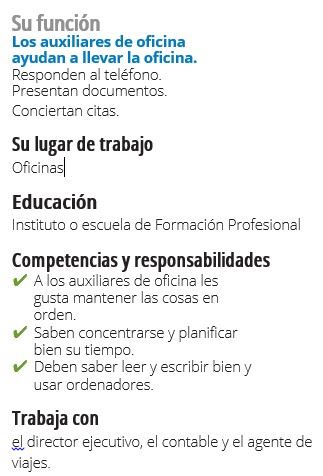 Su función
Los auxiliares de oficina
ayudan a llevar la oficina.
Responden al teléfono.
Presentan documentos.
Conciertan citas.
Su lugar de trabajo
Oficinas
Educación
Instituto o escuela de Formación Profesional
Competencias y responsabilidades
✔ A los auxiliares de oficina les
gusta mantener las cosas en
orden.
✔ Saben concentrarse y planificar
bien su tiempo.
✔ Deben saber leer y escribir bien y
usar ordenadores.
Trabaja con
el director ejecutivo, el contable y el agente de
viajes.